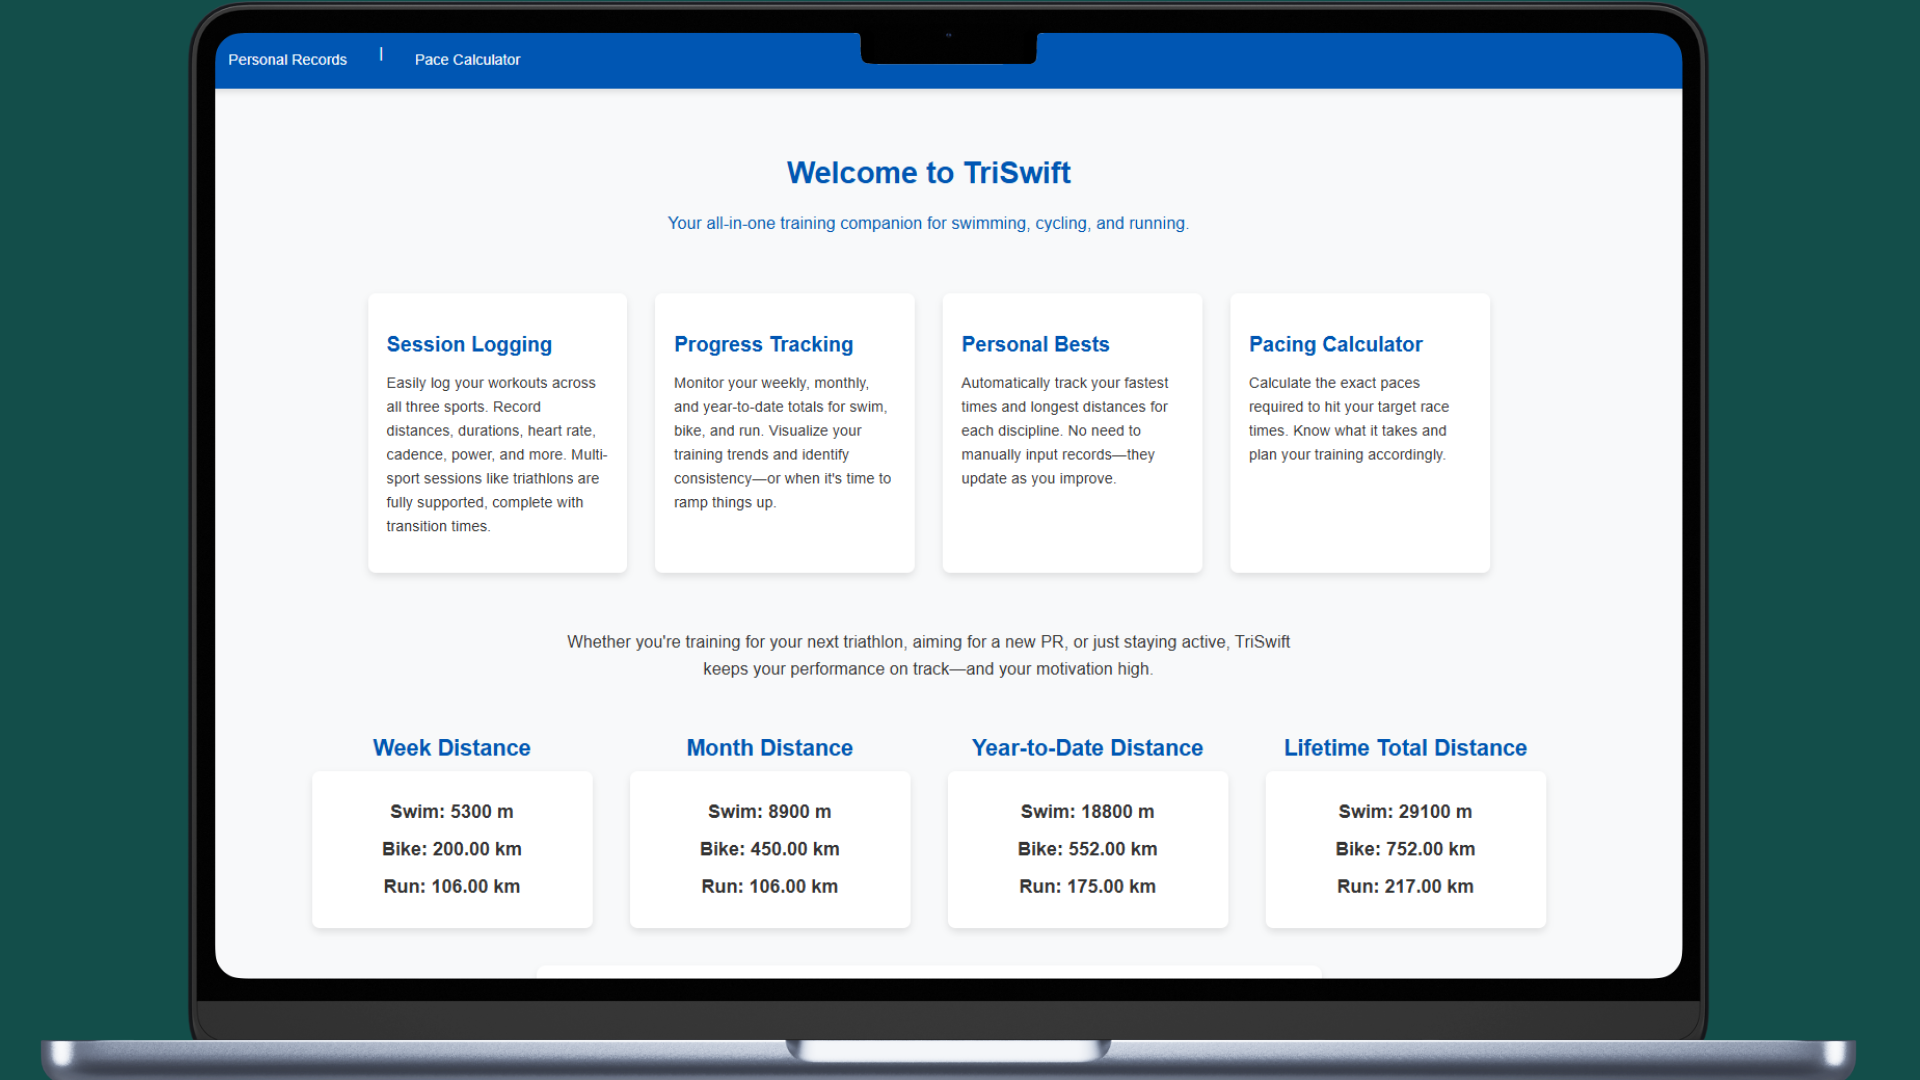 Personal Records | Pace Calculator
Welcome to TriSwift
Your all-in-one training companion for swimming, cycling, and running.
Session Logging
Easily log your workouts across
all three sports. Record
distances, durations, heart rate,
cadence, power, and more. Multi-
sport sessions like triathlons are
fully supported, complete with
transition times.
Progress Tracking
Monitor your weekly, monthly,
and year-to-date totals for swim,
bike, and run. Visualize your
training trends and identify
consistency—or when it's time to
ramp things up.
Personal Bests
Automatically track your fastest
times and longest distances for
each discipline. No need to
manually input records—they
update as you improve.
Pacing Calculator
Calculate the exact paces
required to hit your target race
times. Know what it takes and
plan your training accordingly.
Whether you're training for your next triathlon, aiming for a new PR, or just staying active, TriSwift
keeps your performance on track—and your motivation high.
Week Distance
Swim: 5300 m
Bike: 200.00 km
Run: 106.00 km
Month Distance
Swim: 8900 m
Bike: 450.00 km
Run: 106.00 km
Year-to-Date Distance
Swim: 18800 m
Bike: 552.00 km
Run: 175.00 km
Lifetime Total Distance
Swim: 29100 m
Bike: 752.00 km
Run: 217.00 km